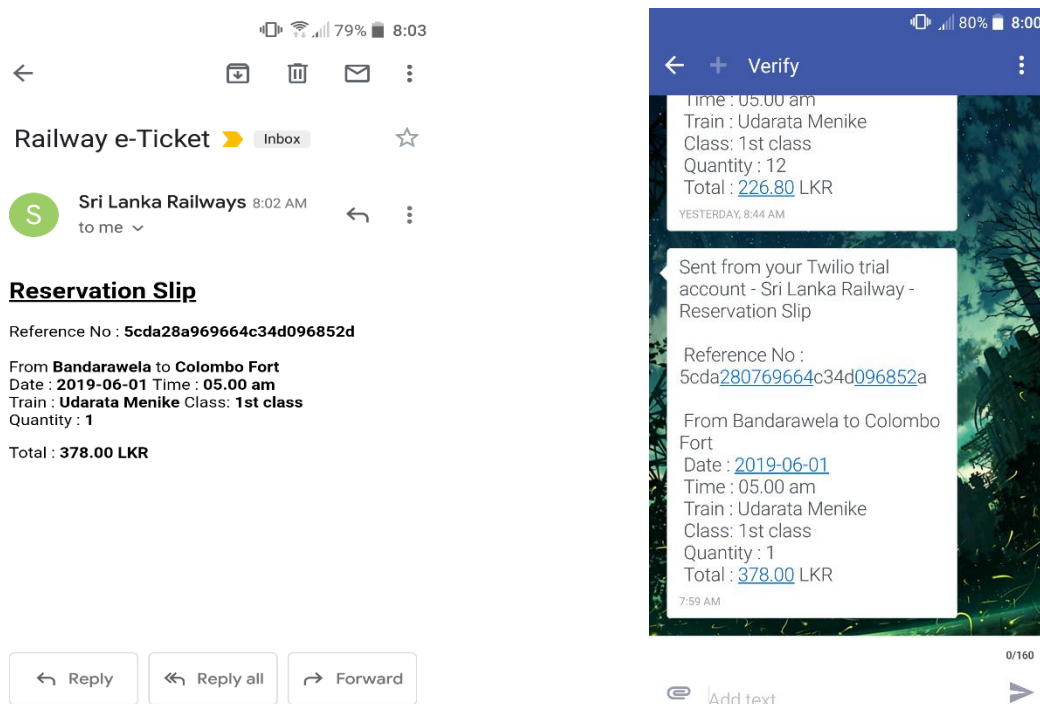 79% 8:03
Railway e-Ticket Inbox
S
Sri Lanka Railways 8:02 AM
to me
Reservation Slip
Reference No : 5cda28a969664c34d096852d
From Bandarawela to Colombo Fort
Date : 2019-06-01 Time : 05.00 am
Train : Udarata Menike Class: 1st class
Quantity : 1
Total : 378.00 LKR
Reply Reply all Forward
80% 8:00
Verify
Time : 05.00 am
Train : Udarata Menike
Class: 1st class
Quantity : 12
Total : 226.80 LKR
YESTERDAY, 8:44 AM
Sent from your Twilio trial
account - Sri Lanka Railway -
Reservation Slip
Reference No :
5cda280769664c34d096852a
From Bandarawela to Colombo
Fort
Date : 2019-06-01
Time : 05.00 am
Train : Udarata Menike
Class: 1st class
Quantity : 1
Total : 378.00 LKR
7:59 AM
0/160
Add text